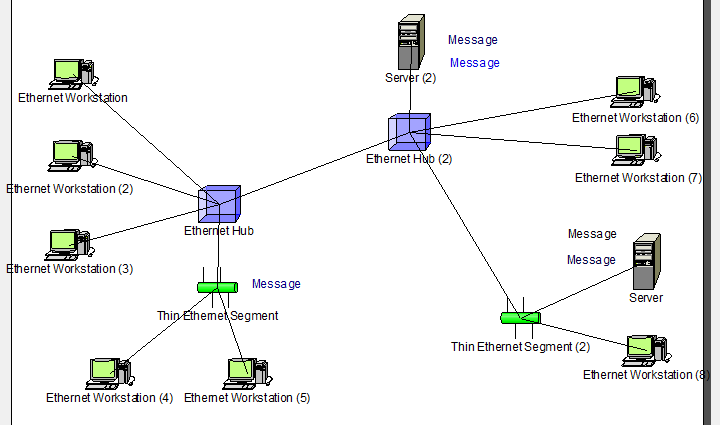 Message
Message
Server (2)
Ethernet Workstation
Ethernet Workstation (6)
Ethernet Hub (2)
Ethernet Workstation (7)
Ethernet Workstation (2)
Ethernet Hub
Message
Message
Ethernet Workstation (3)
Message
Server
Thin Ethernet Segment
Thin Ethernet Segment (2)
Ethernet Workstation (8)
Ethernet Workstation (4)
Ethernet Workstation (5)